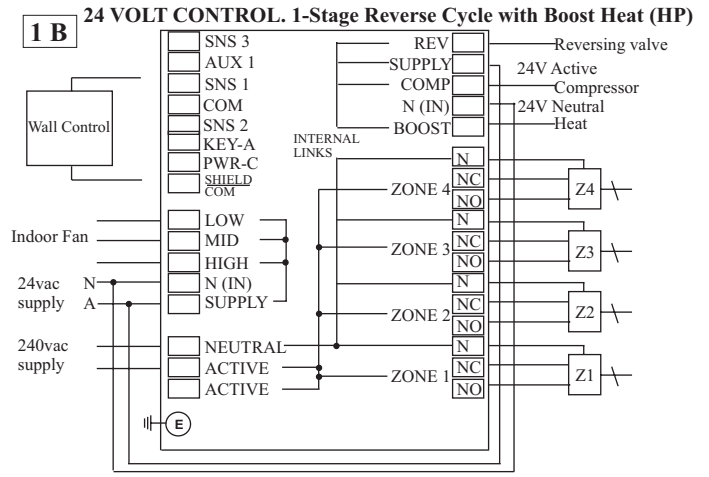 24 VOLT CONTROL. 1-Stage Reverse Cycle with Boost Heat (HP)
1 B
SNS 3
AUX 1
SNS 1
COM
SNS 2
KEY-A
PWR-C
SHIELD
COM
Wall Control
LOW
MID
HIGH
N (IN)
SUPPLY
Indoor Fan
24vac
supply
N
A
240vac
supply
NEUTRAL
ACTIVE
ACTIVE
E
REV
SUPPLY
COMP
N (IN)
BOOST
Reversing valve
24V Active
Compressor
24V Neutral
Heat
INTERNAL
LINKS
ZONE 4
N
NC
NO
Z4
ZONE 3
N
NC
NO
Z3
ZONE 2
N
NC
NO
Z2
ZONE 1
N
NC
NO
Z1